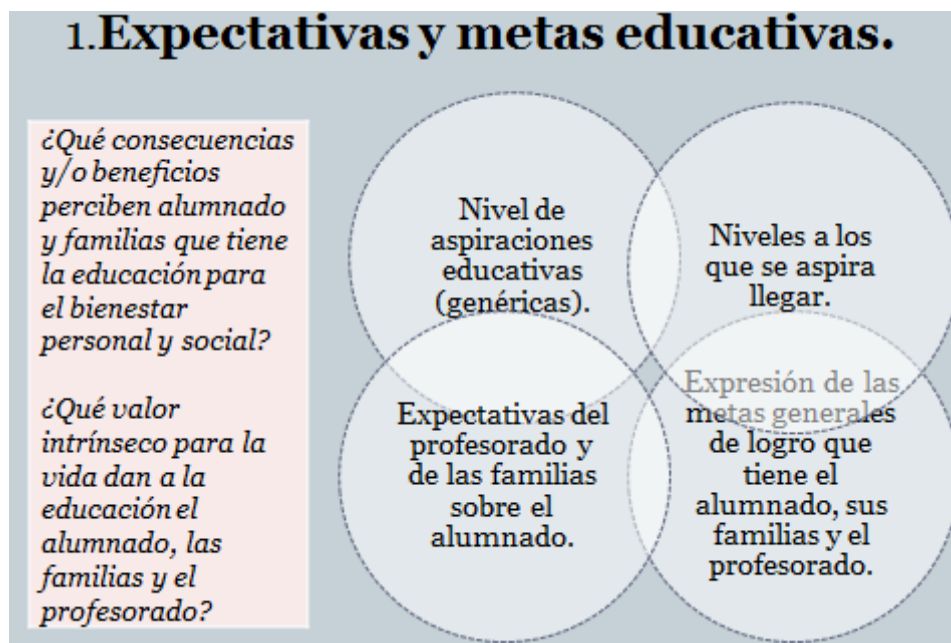 1.Expectativas y metas educativas.
¿Qué consecuencias
y/o beneficios
perciben alumnado
y familias que tiene
la educación para
el bienestar
personal y social?
¿Qué valor
intrínseco para la
vida dan a la
educación el
alumnado, las
familias y el
profesorado?
Nivel de
aspiraciones
educativas
(genéricas).
Niveles a los
que se aspira
llegar.
Expectativas del
profesorado y
de las familias
sobre el
alumnado.
Expresión de las
metas generales
de logro que
tiene el
alumnado, sus
familias y el
profesorado.